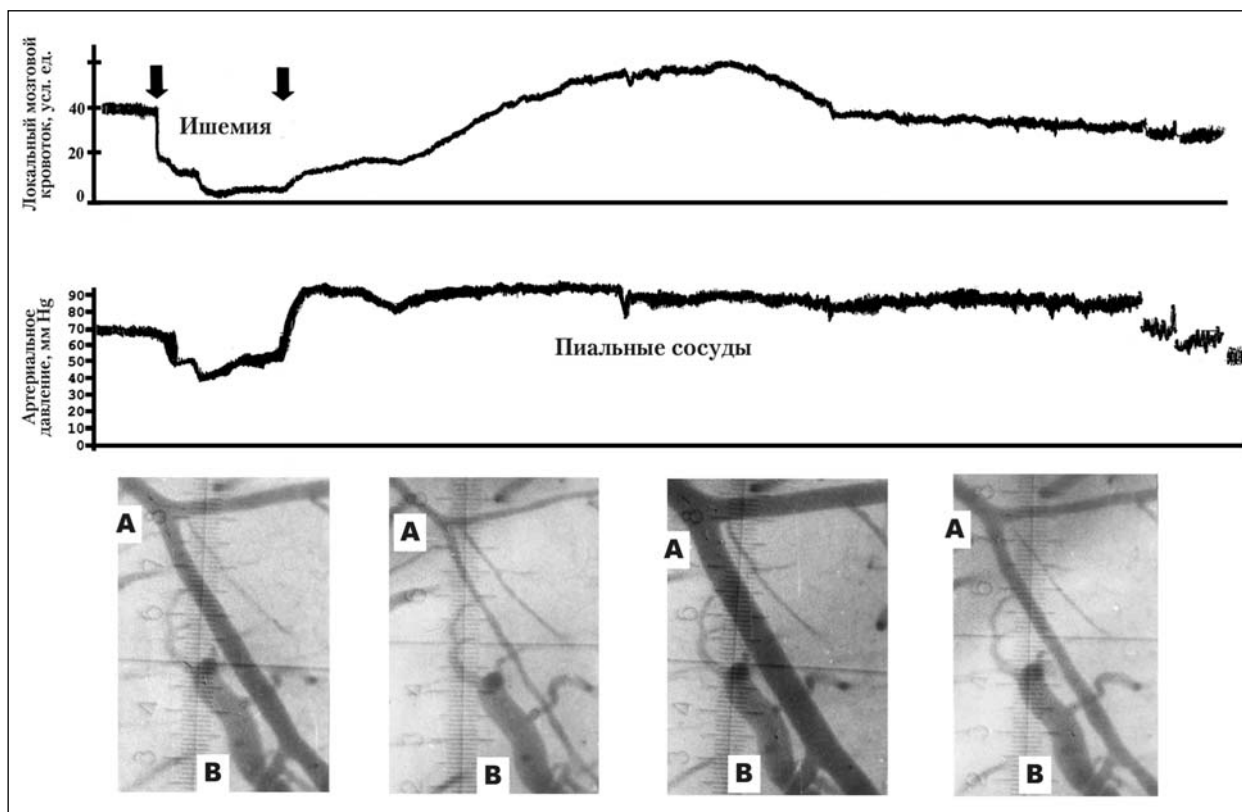 Локальный мозговой
кровоток, усл. ед.
40
20
0
Ишемия
Артериальное
давление, мм Hg
90
80
70
60
50
40
30
20
10
0
Пиальные сосуды
А
В
А
В
А
В
А
В